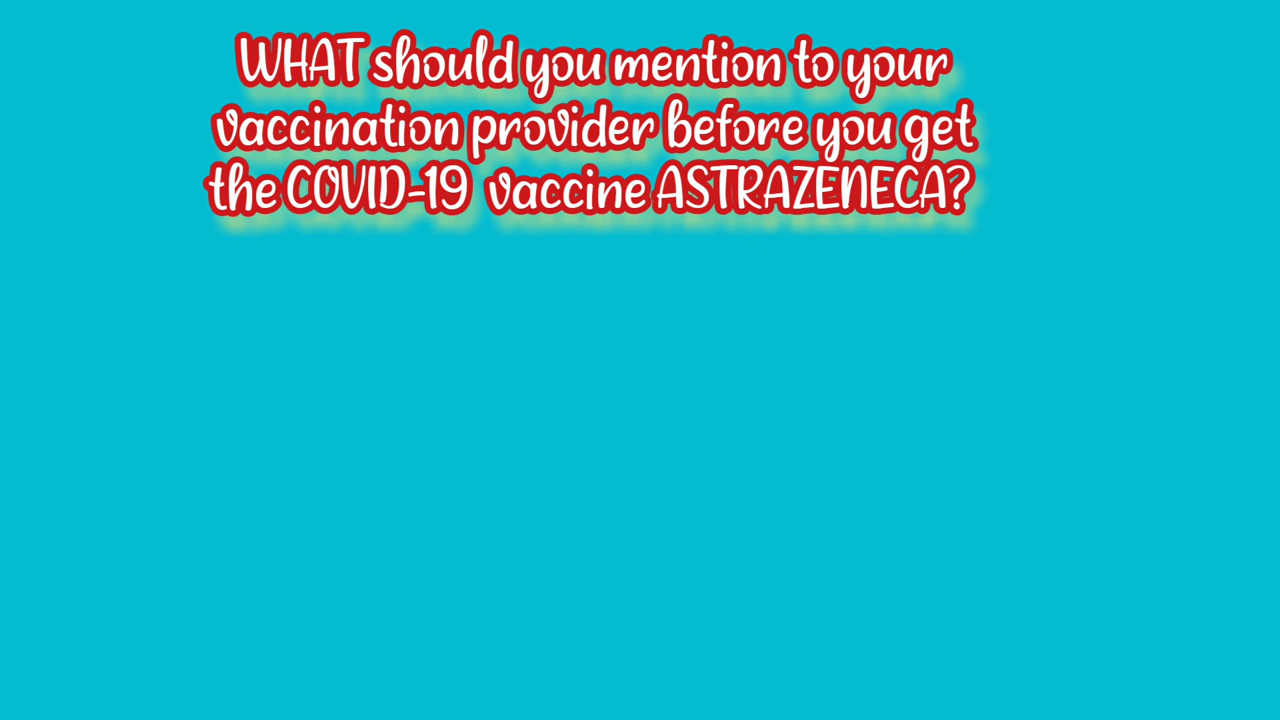 WHAT should you mention to your
vaccination provider before you get
the COVID-19 vaccine ASTRAZENECA?